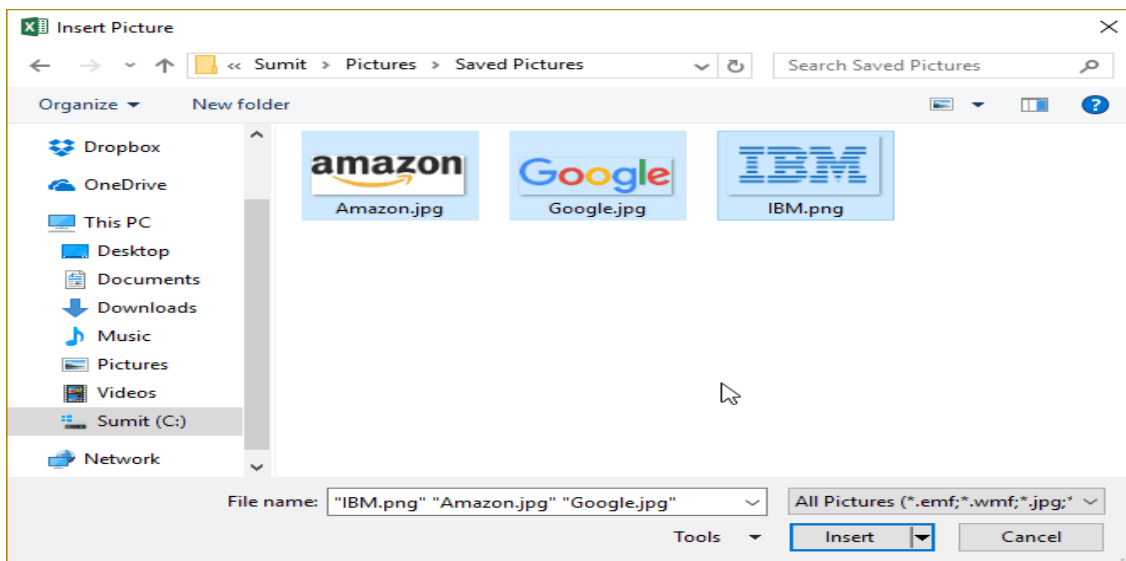 Insert Picture
« Sumit > Pictures > Saved Pictures
Search Saved Pictures
Organize
New folder
?
Dropbox
OneDrive
This PC
Desktop
Documents
Downloads
Music
Pictures
Videos
Sumit (C:)
Network
amazon
Amazon.jpg
Google
Google.jpg
IBM
IBM.png
File name: "IBM.png" "Amazon.jpg" "Google.jpg"
All Pictures (*.emf;*.wmf;*.jpg;*
Tools
Insert
Cancel